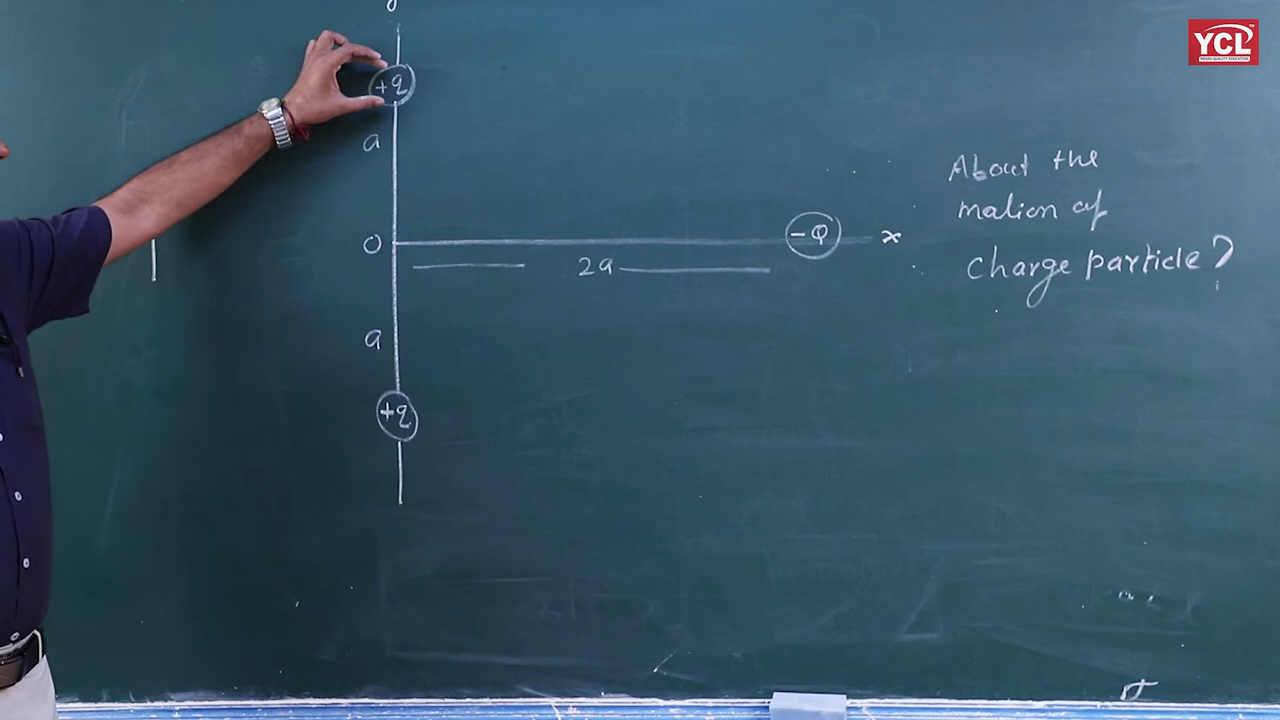 YCL
+q
a
O
-Q
x
2a
a
+q
About the
motion of
charge particle?